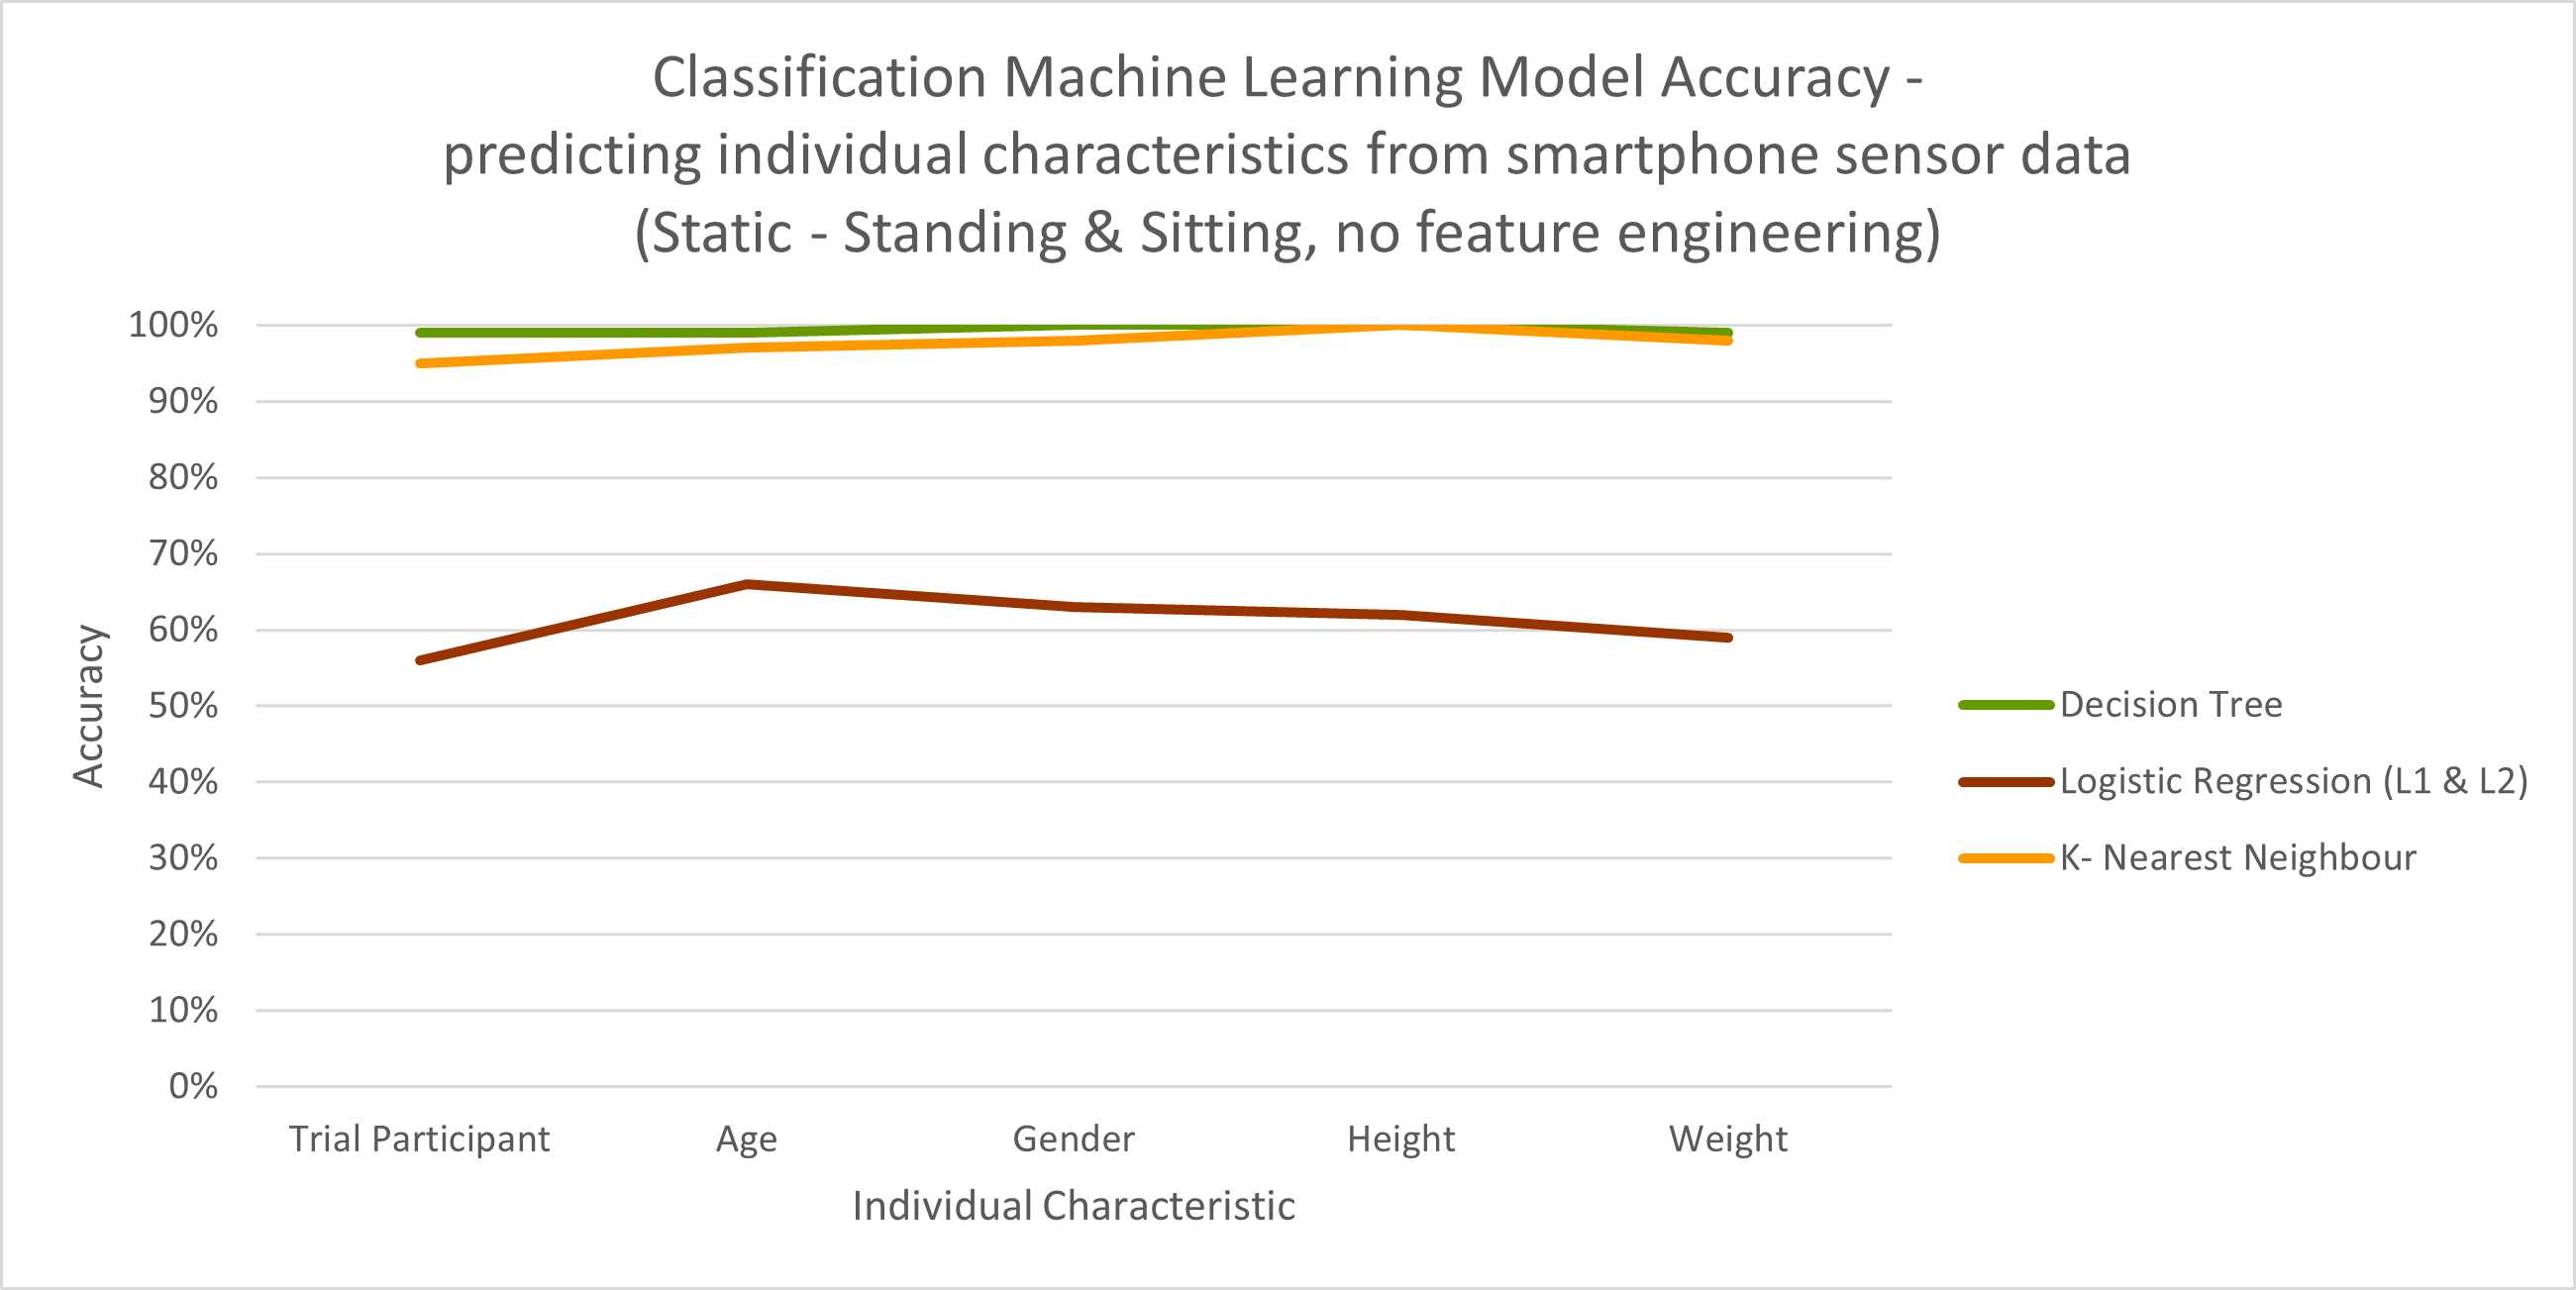 Classification Machine Learning Model Accuracy -
predicting individual characteristics from smartphone sensor data
(Static - Standing & Sitting, no feature engineering)
100%
90%
80%
70%
60%
50%
40%
30%
20%
10%
0%
Accuracy
Trial Participant
Age
Gender
Height
Weight
Individual Characteristic
Decision Tree
Logistic Regression (L1 & L2)
K- Nearest Neighbour